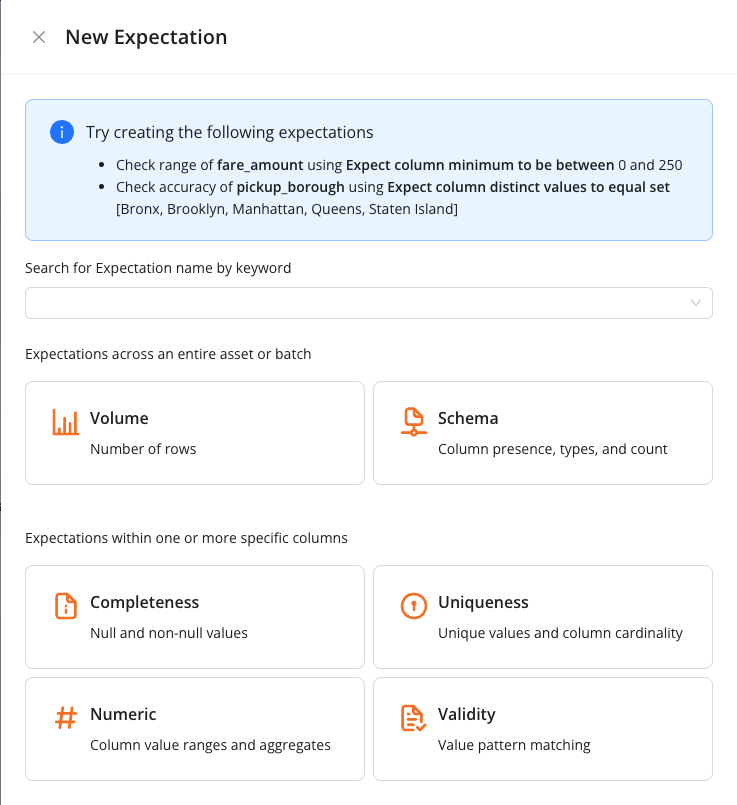 New Expectation
Try creating the following expectations
• Check range of fare_amount using Expect column minimum to be between 0 and 250
• Check accuracy of pickup_borough using Expect column distinct values to equal set
[Bronx, Brooklyn, Manhattan, Queens, Staten Island]
Search for Expectation name by keyword
Expectations across an entire asset or batch
Volume
Number of rows
Schema
Column presence, types, and count
Expectations within one or more specific columns
Completeness
Null and non-null values
Uniqueness
Unique values and column cardinality
Numeric
Column value ranges and aggregates
Validity
Value pattern matching